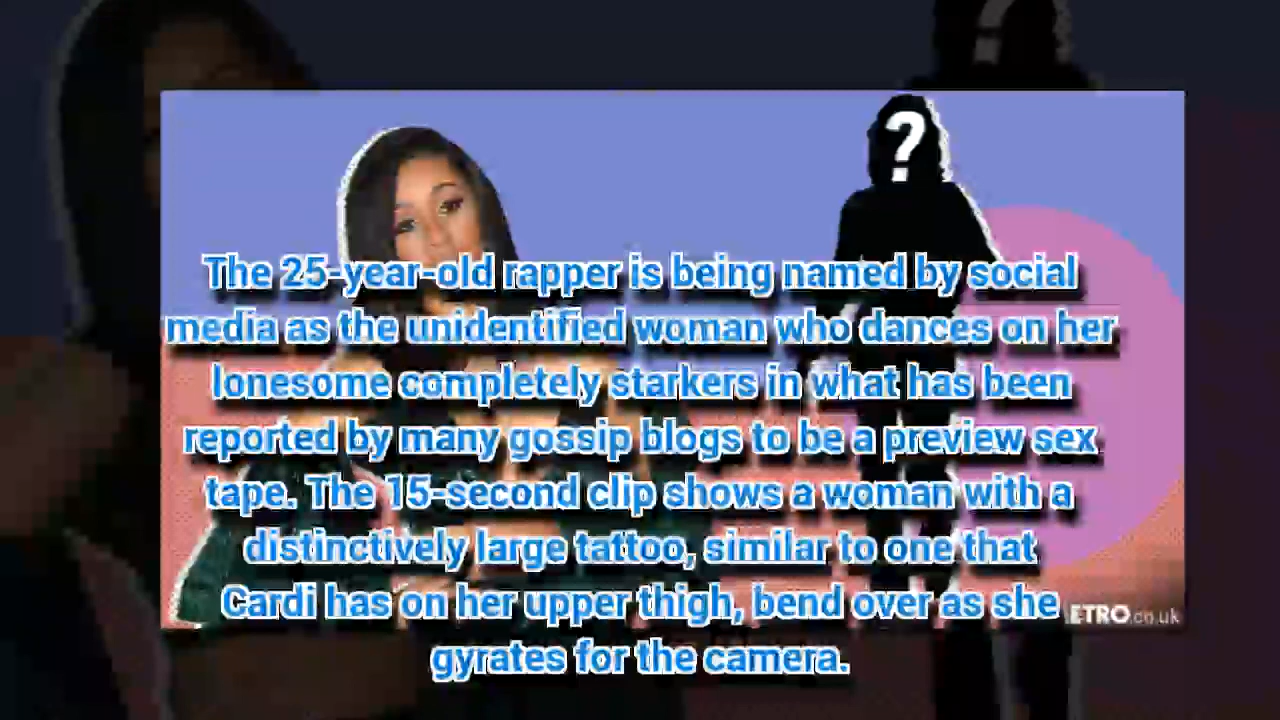 ?
The 25-year-old rapper is being named by social
media as the unidentified woman who dances on her
lonesome completely starkers in what has been
reported by many gossip blogs to be a preview sex
tape. The 15-second clip shows a woman with a
distinctively large tattoo, similar to one that
Cardi has on her upper thigh, bend over as she
ETRO.co.uk
gyrates for the camera.